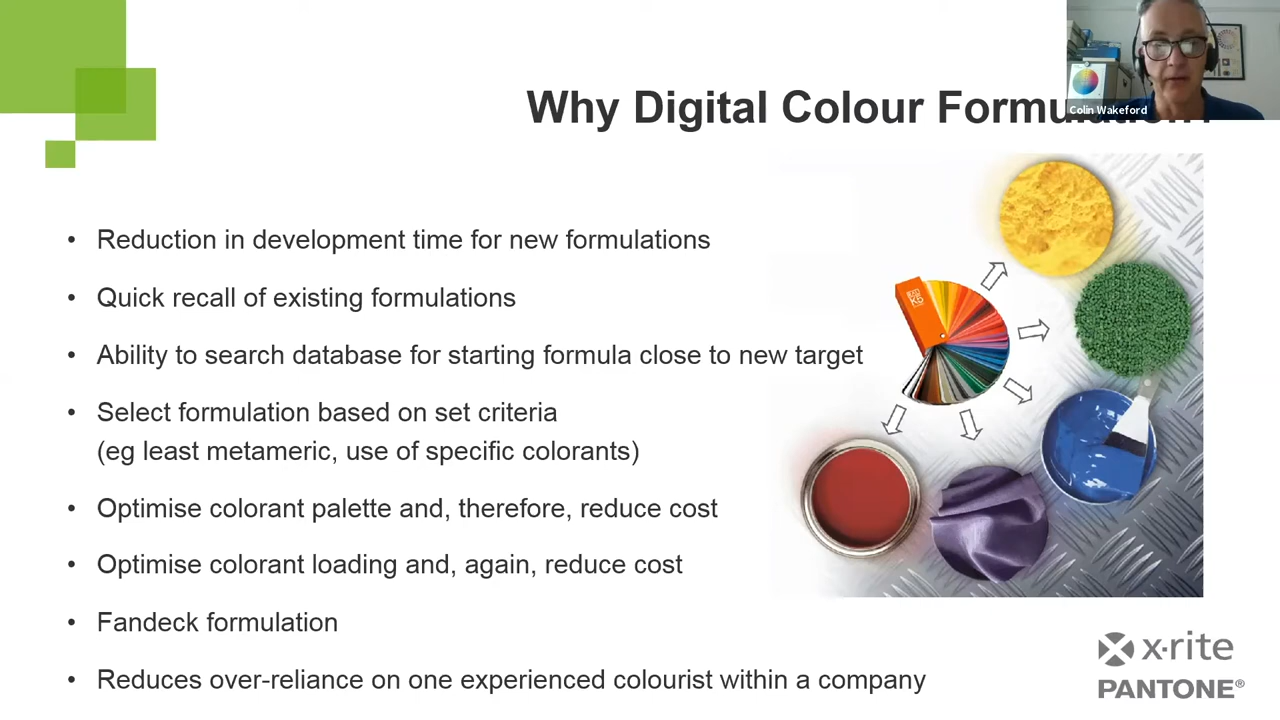 Why Digital Colour Formulation?
Colin Wakeford
• Reduction in development time for new formulations
• Quick recall of existing formulations
• Ability to search database for starting formula close to new target
• Select formulation based on set criteria
(eg least metameric, use of specific colorants)
• Optimise colorant palette and, therefore, reduce cost
• Optimise colorant loading and, again, reduce cost
• Fandeck formulation
• Reduces over-reliance on one experienced colourist within a company
x·rite
PANTONE®